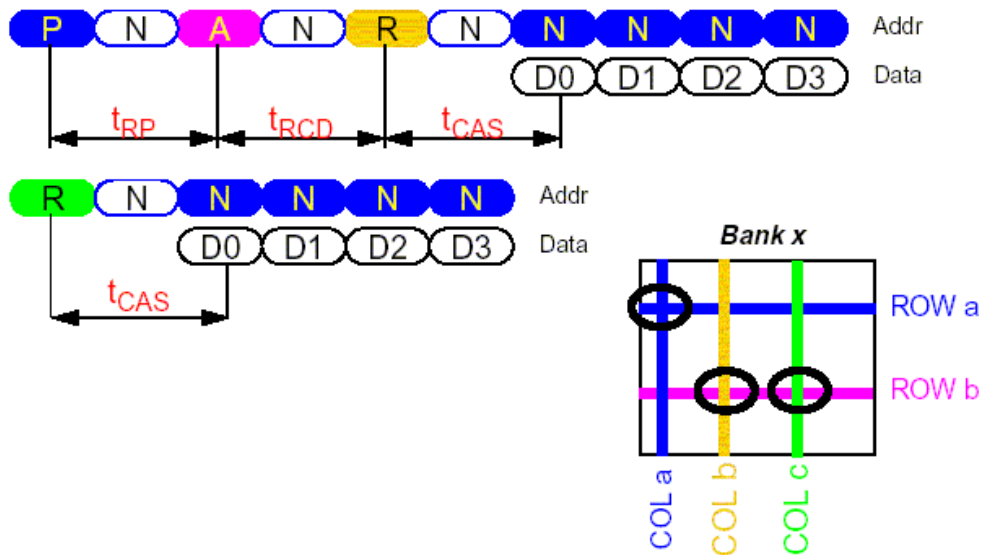 P N A N R N N N N N Addr
D0 D1 D2 D3 Data
tRP tRCD tCAS
R N N N N N Addr
D0 D1 D2 D3 Data
tCAS
Bank x
ROW a
ROW b
COL a
COL b
COL c